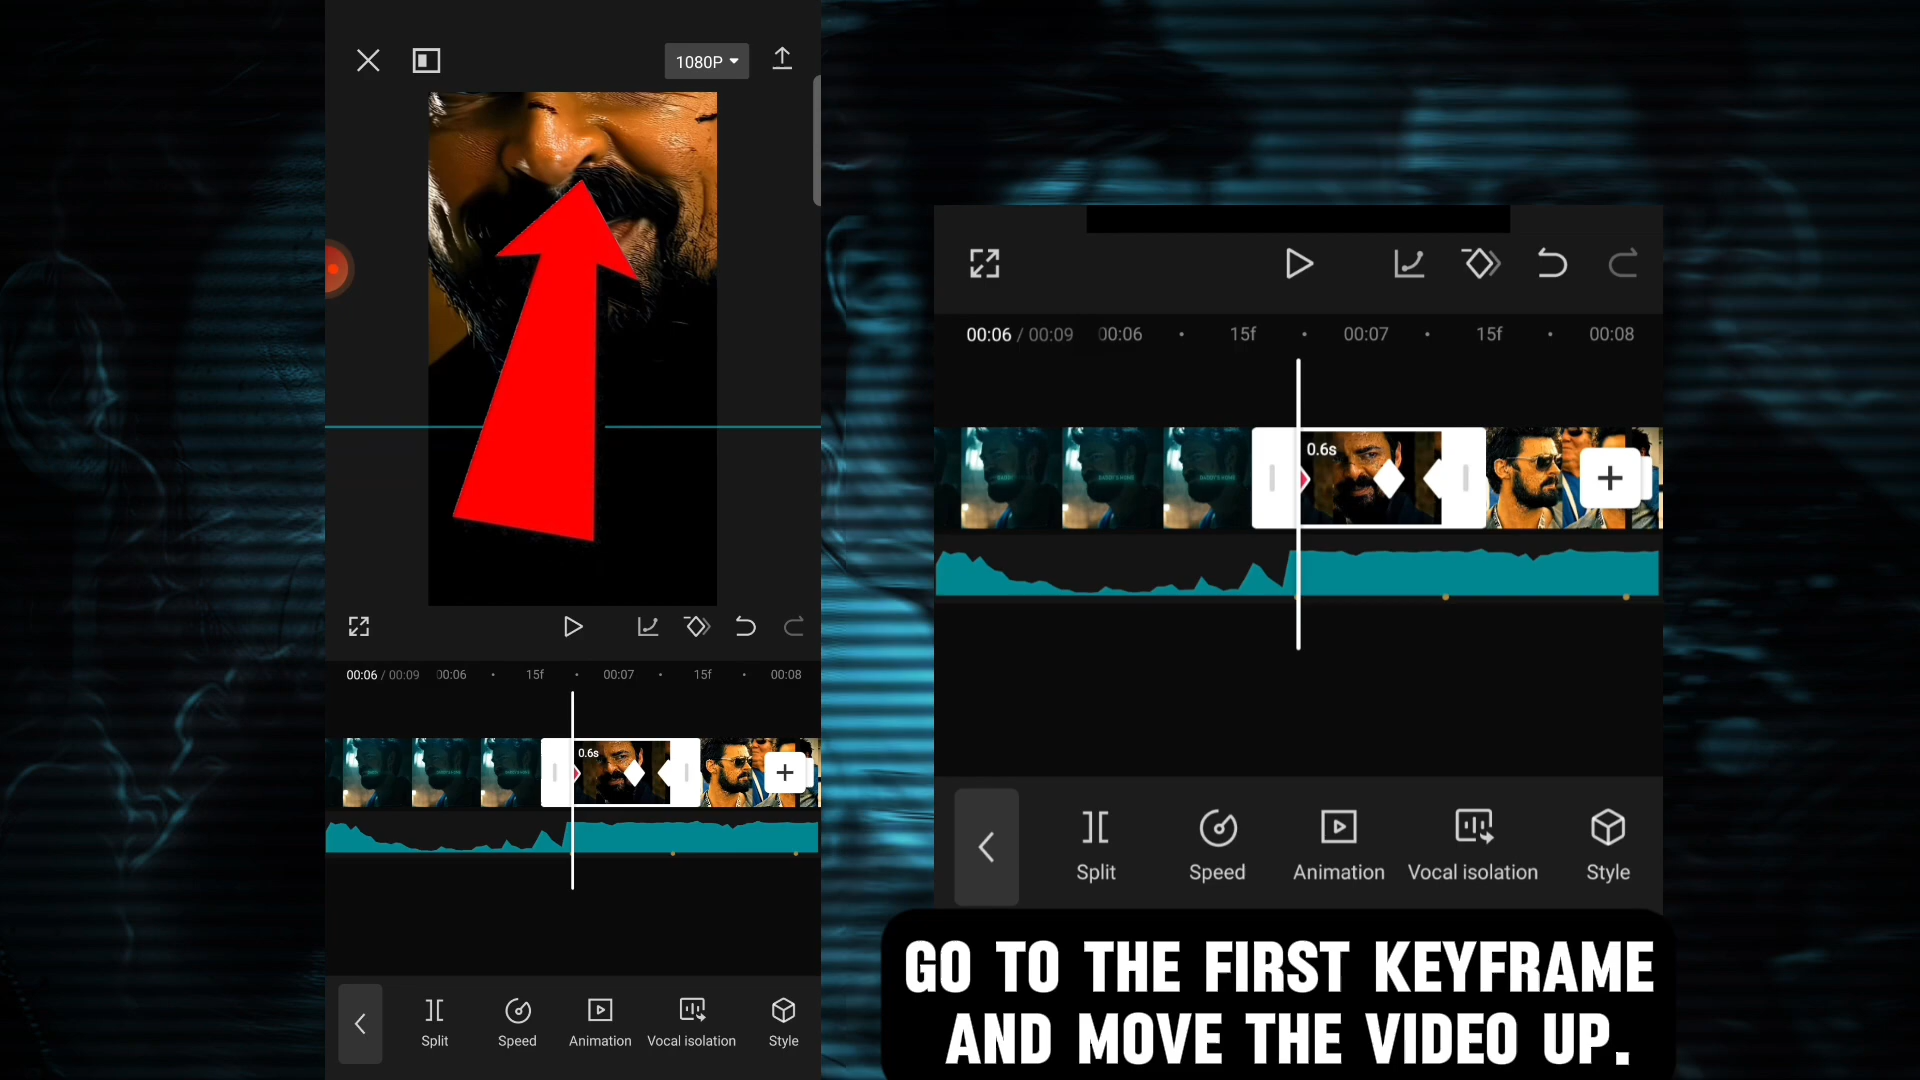 1080P
00:06 / 00:09 00:06 15f 00:07 15f 00:08
0.6s
Split Speed Animation Vocal isolation Style
00:06 / 00:09 00:06 15f 00:07 15f 00:08
0.6s
Split Speed Animation Vocal isolation Style
GO TO THE FIRST KEYFRAME
AND MOVE THE VIDEO UP.